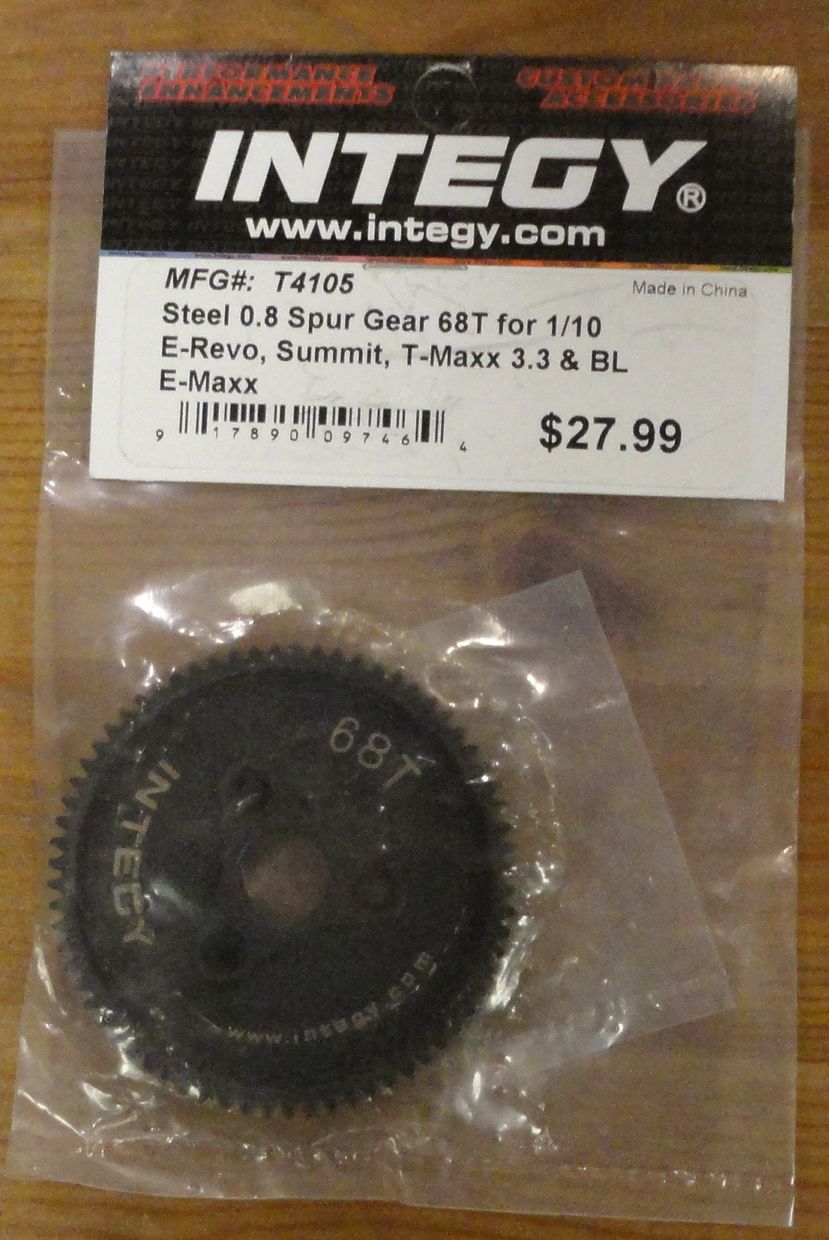 PERFORMANCE ENHANCEMENTS
CUSTOM
ACCESSORIES
INTEGY®
www.integy.com
MFG#: T4105
Made in China
Steel 0.8 Spur Gear 68T for 1/10
E-Revo, Summit, T-Maxx 3.3 & BL
E-Maxx
9 17890 09746 4
$27.99
68T
INTEGY
www.integy.com